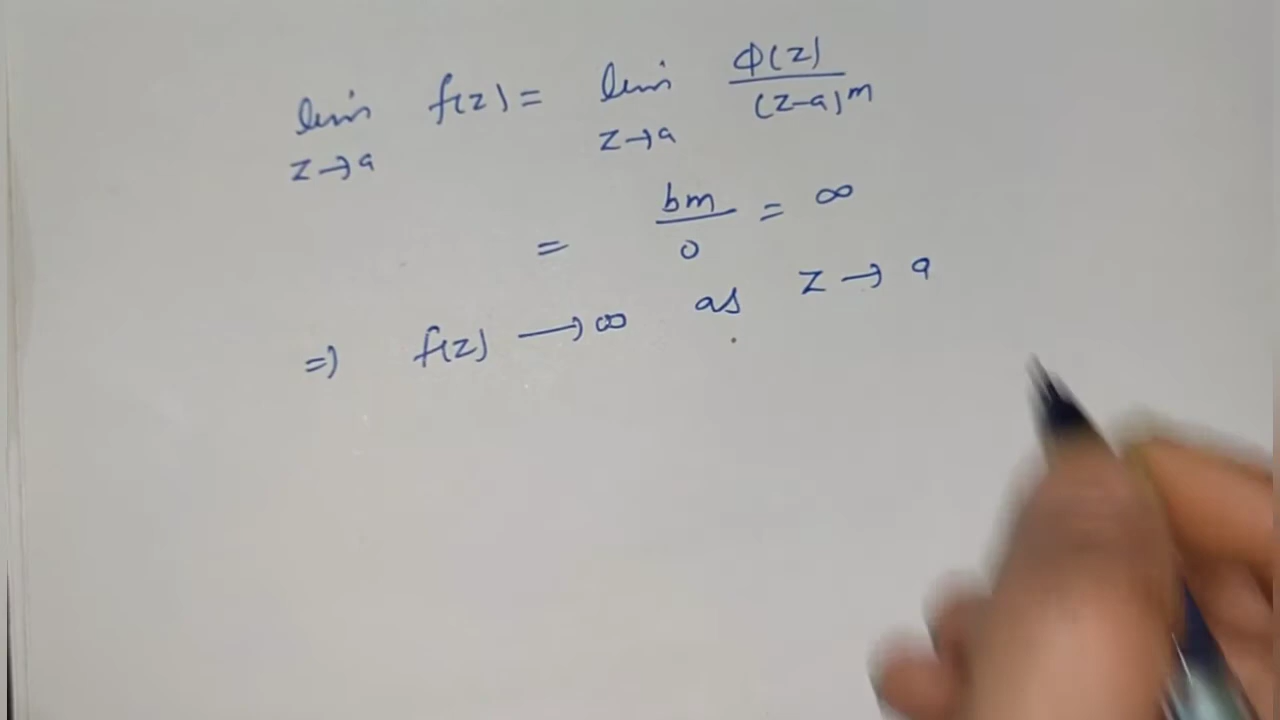 lim f(z) = lim Φ(z)
z→a z→a (z-a)^m
= bm/0 = ∞
=> f(z) → ∞ as z → a